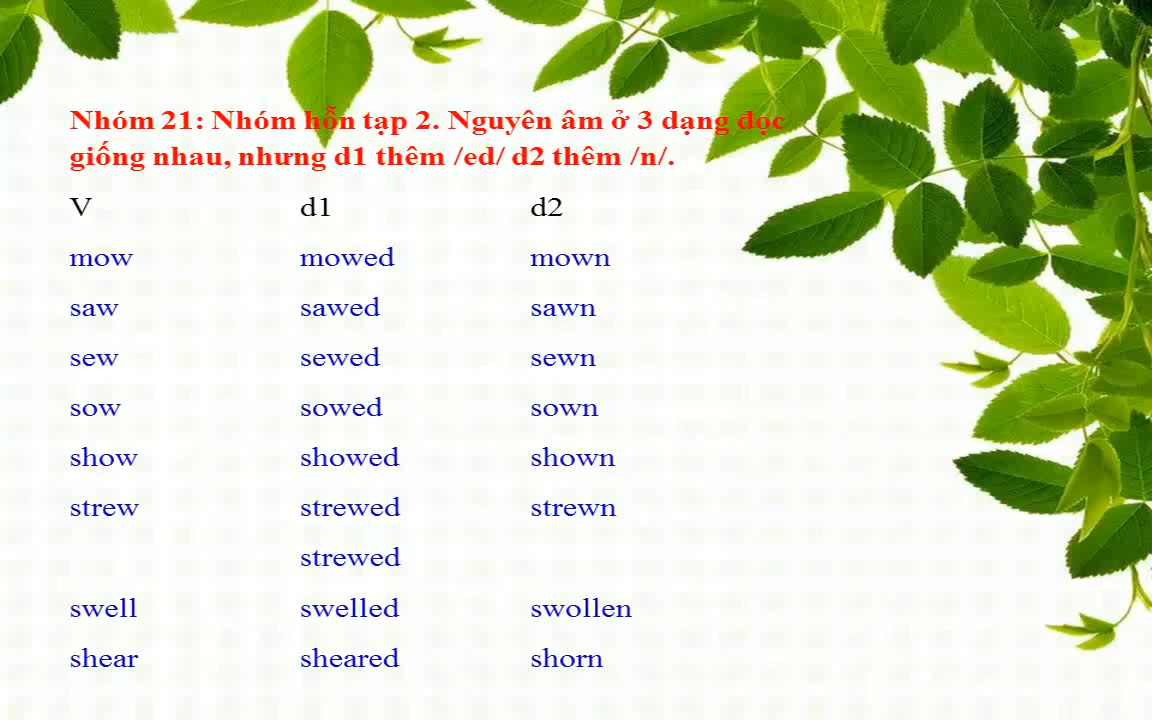 Nhóm 21: Nhóm hỗn tạp 2. Nguyên âm ở 3 dạng đọc
giống nhau, nhưng d1 thêm /ed/ d2 thêm /n/.
V d1 d2
mow mowed mown
saw sawed sawn
sew sewed sewn
sow sowed sown
show showed shown
strew strewed strewn
strewed
swell swelled swollen
shear sheared shorn